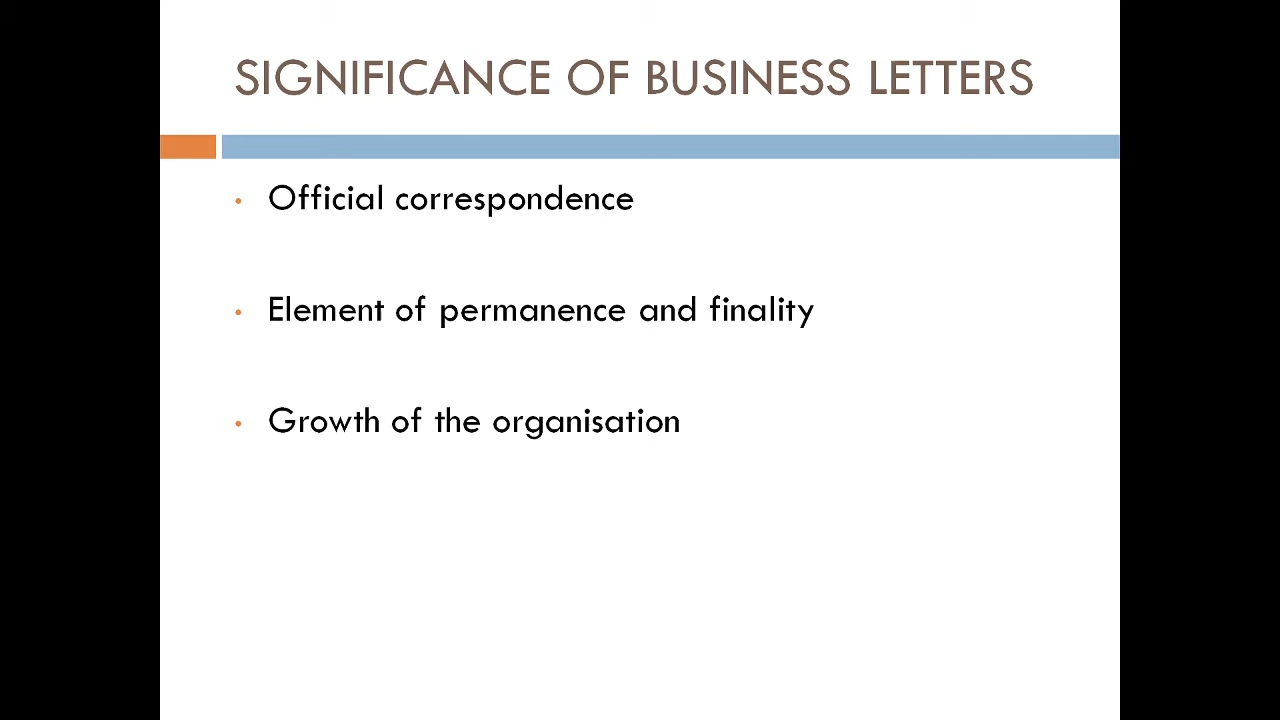 SIGNIFICANCE OF BUSINESS LETTERS
• Official correspondence
• Element of permanence and finality
• Growth of the organisation